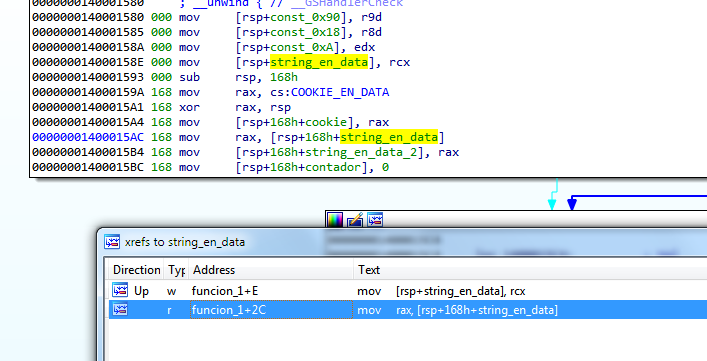 0000000140001580 ; __unwind { // __GSHandlerCheck
0000000140001580 000 mov [rsp+const_0x90], r9d
0000000140001585 000 mov [rsp+const_0x18], r8d
000000014000158A 000 mov [rsp+const_0xA], edx
000000014000158E 000 mov [rsp+string_en_data], rcx
0000000140001593 000 sub rsp, 168h
000000014000159A 168 mov rax, cs:COOKIE_EN_DATA
00000001400015A1 168 xor rax, rsp
00000001400015A4 168 mov [rsp+168h+cookie], rax
00000001400015AC 168 mov rax, [rsp+168h+string_en_data]
00000001400015B4 168 mov [rsp+168h+string_en_data_2], rax
00000001400015BC 168 mov [rsp+168h+contador], 0
xrefs to string_en_data
Direction Typ Address Text
Up w funcion_1+E mov [rsp+string_en_data], rcx
r funcion_1+2C mov rax, [rsp+168h+string_en_data]